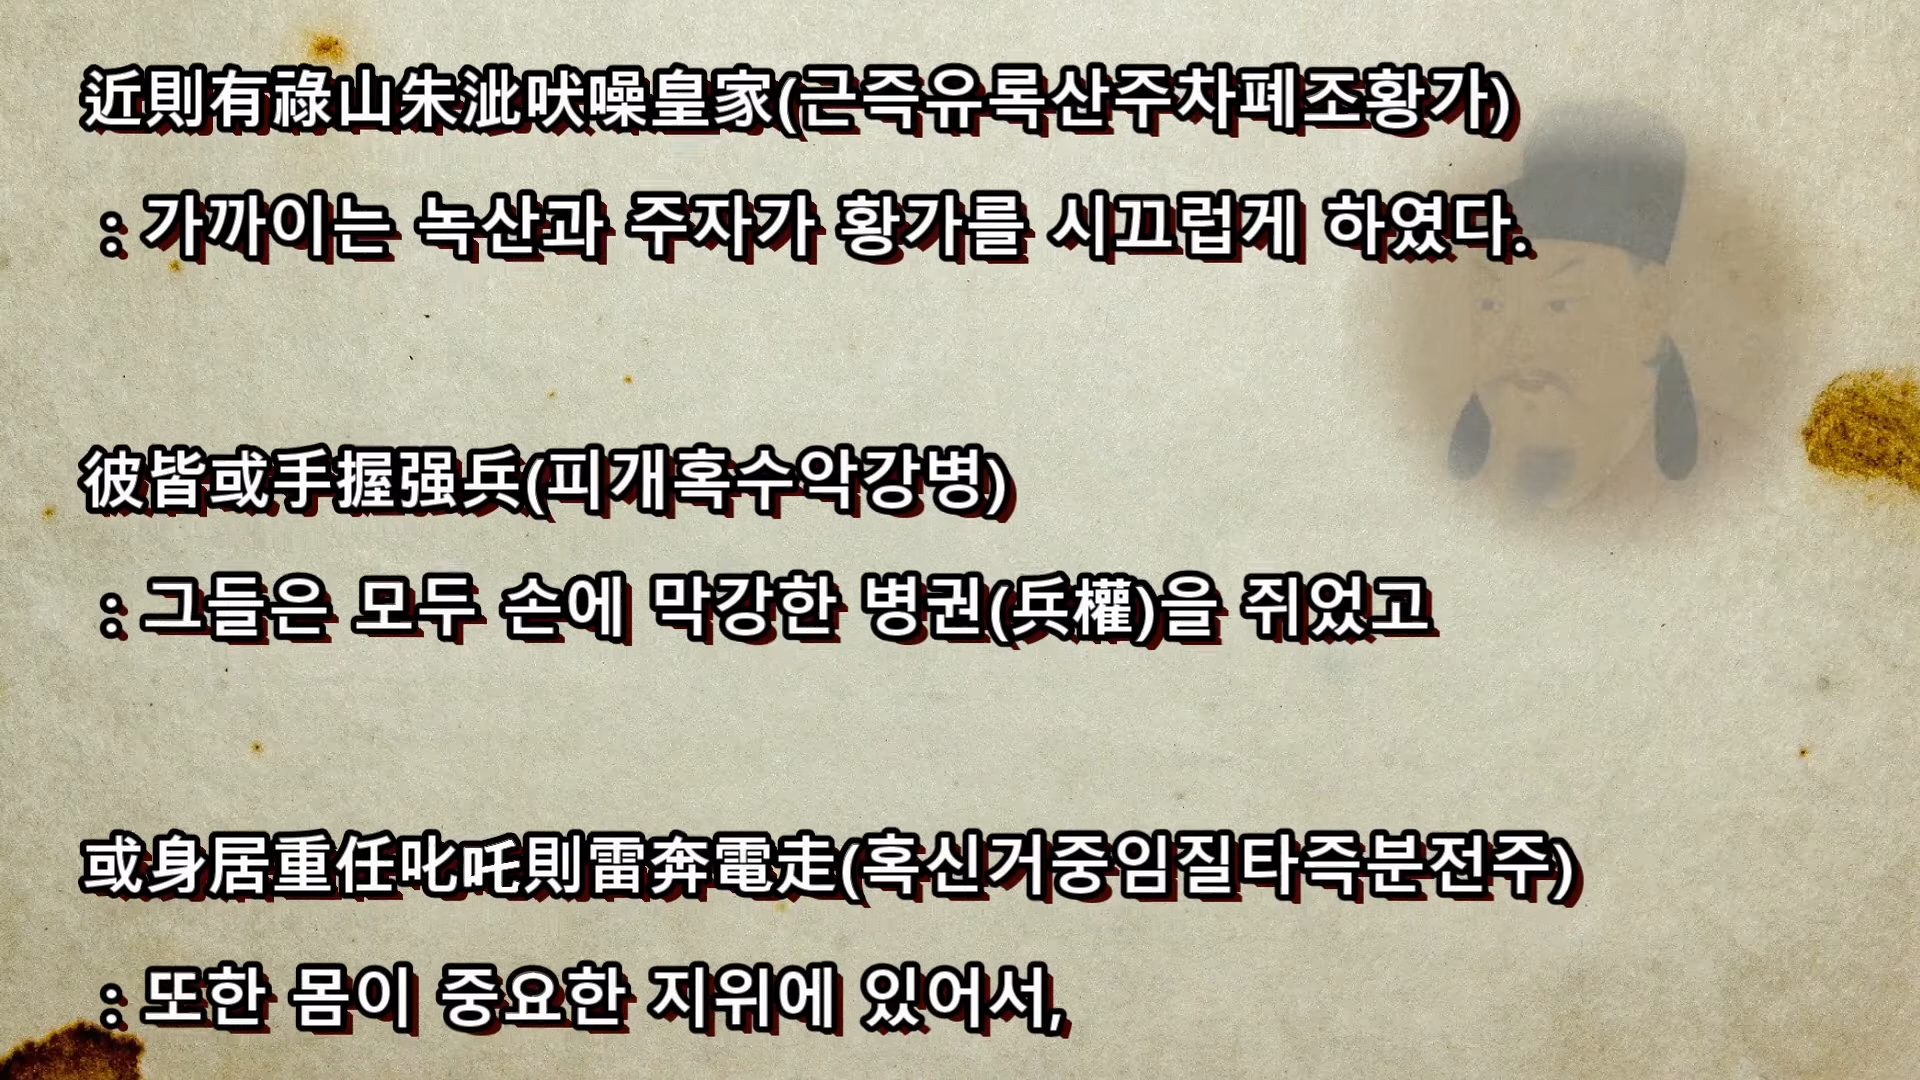 近則有祿山朱泚吠噪皇家(근즉유록산주차폐조황가)
: 가까이는 녹산과 주자가 황가를 시끄럽게 하였다.
彼皆或手握强兵(피개혹수악강병)
: 그들은 모두 손에 막강한 병권(兵權)을 쥐었고
或身居重任叱吒則雷奔電走(혹신거중임질타즉분전주)
: 또한 몸이 중요한 지위에 있어서,